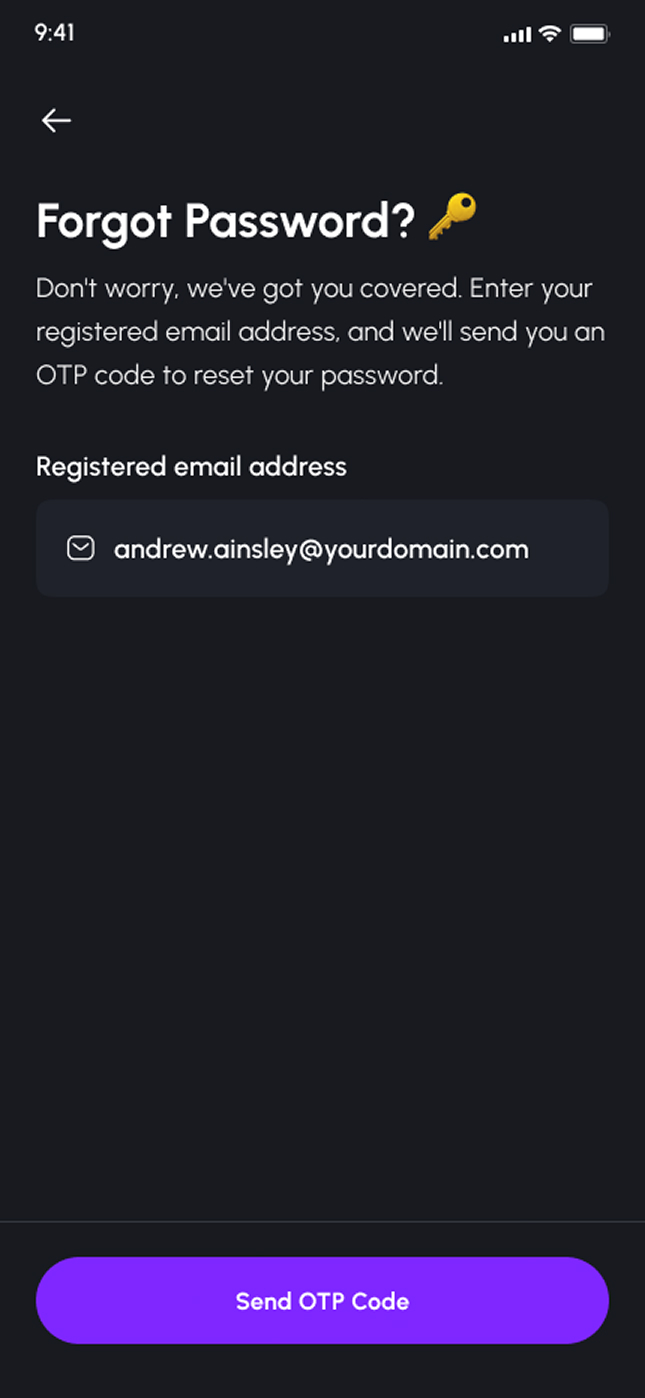 9:41
Forgot Password? 🔑
Don't worry, we've got you covered. Enter your
registered email address, and we'll send you an
OTP code to reset your password.
Registered email address
andrew.ainsley@yourdomain.com
Send OTP Code